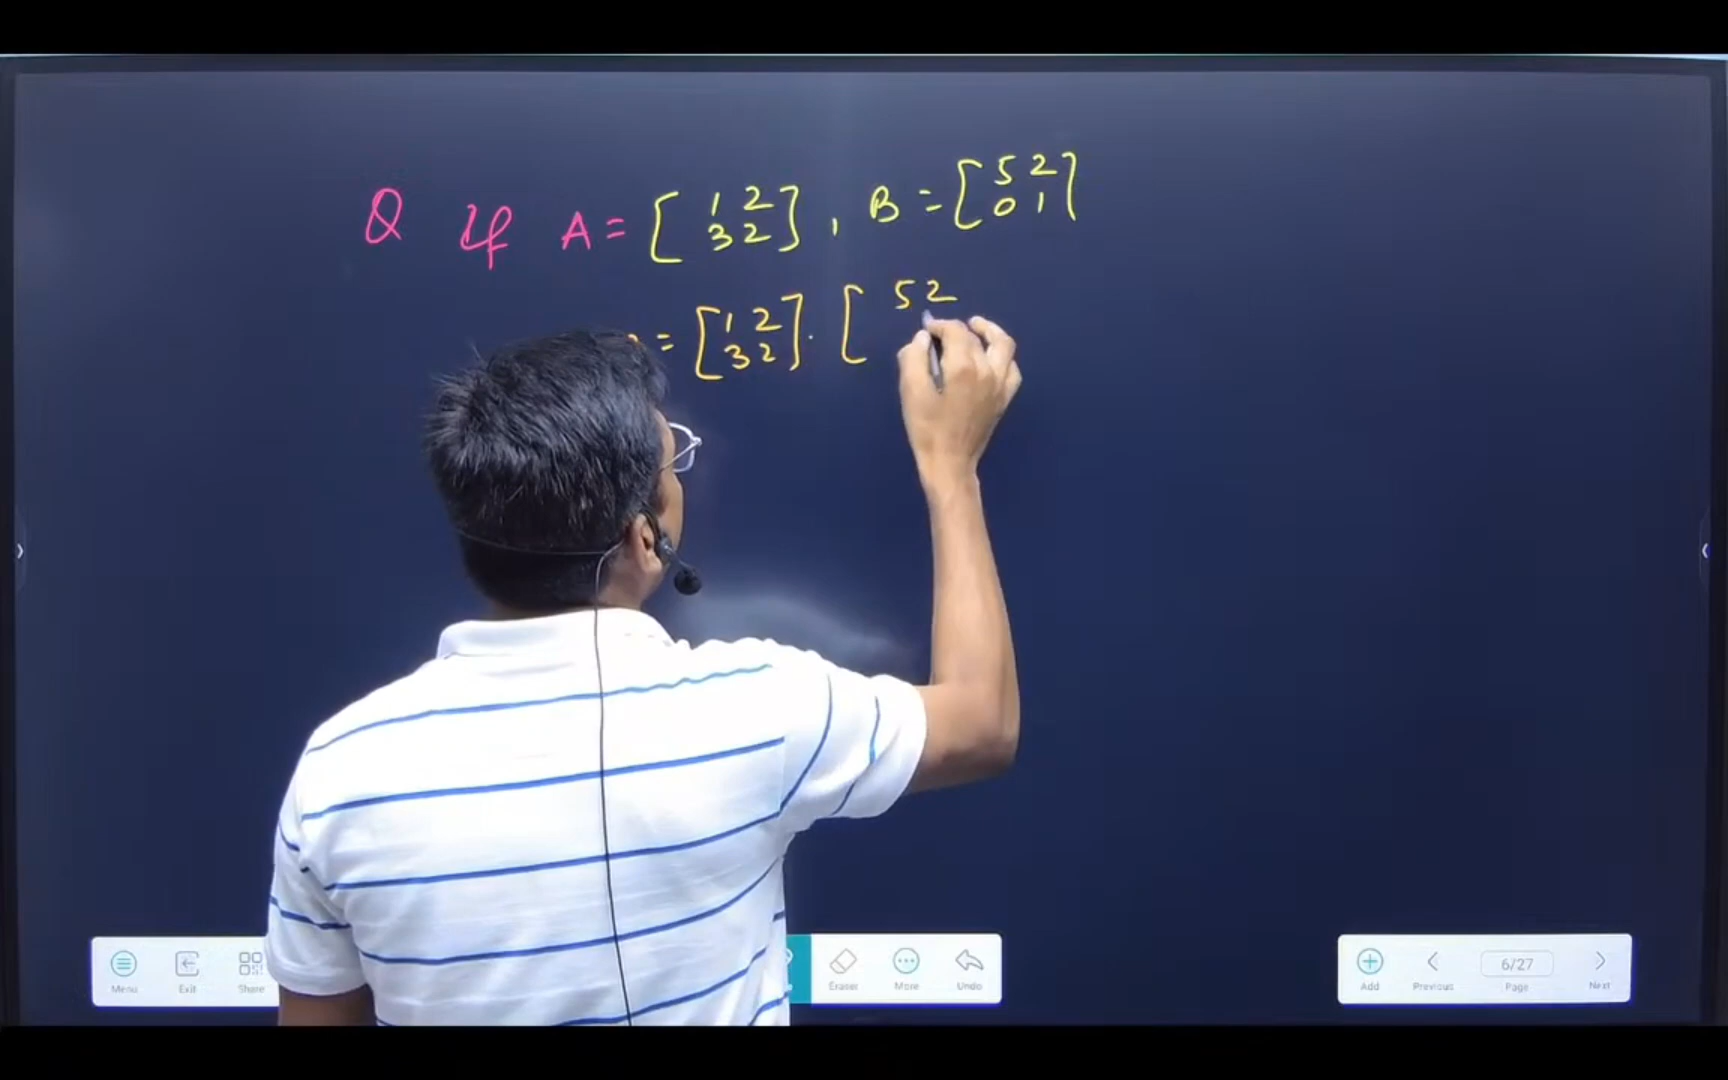 Q If A = [ 1 2 3 2 ] , B = [ 5 2 0 1 ]
= [ 1 2 3 2 ] . [ 5 2
Menu Exit Share Eraser More Undo Add Previous 6/27 Page Next